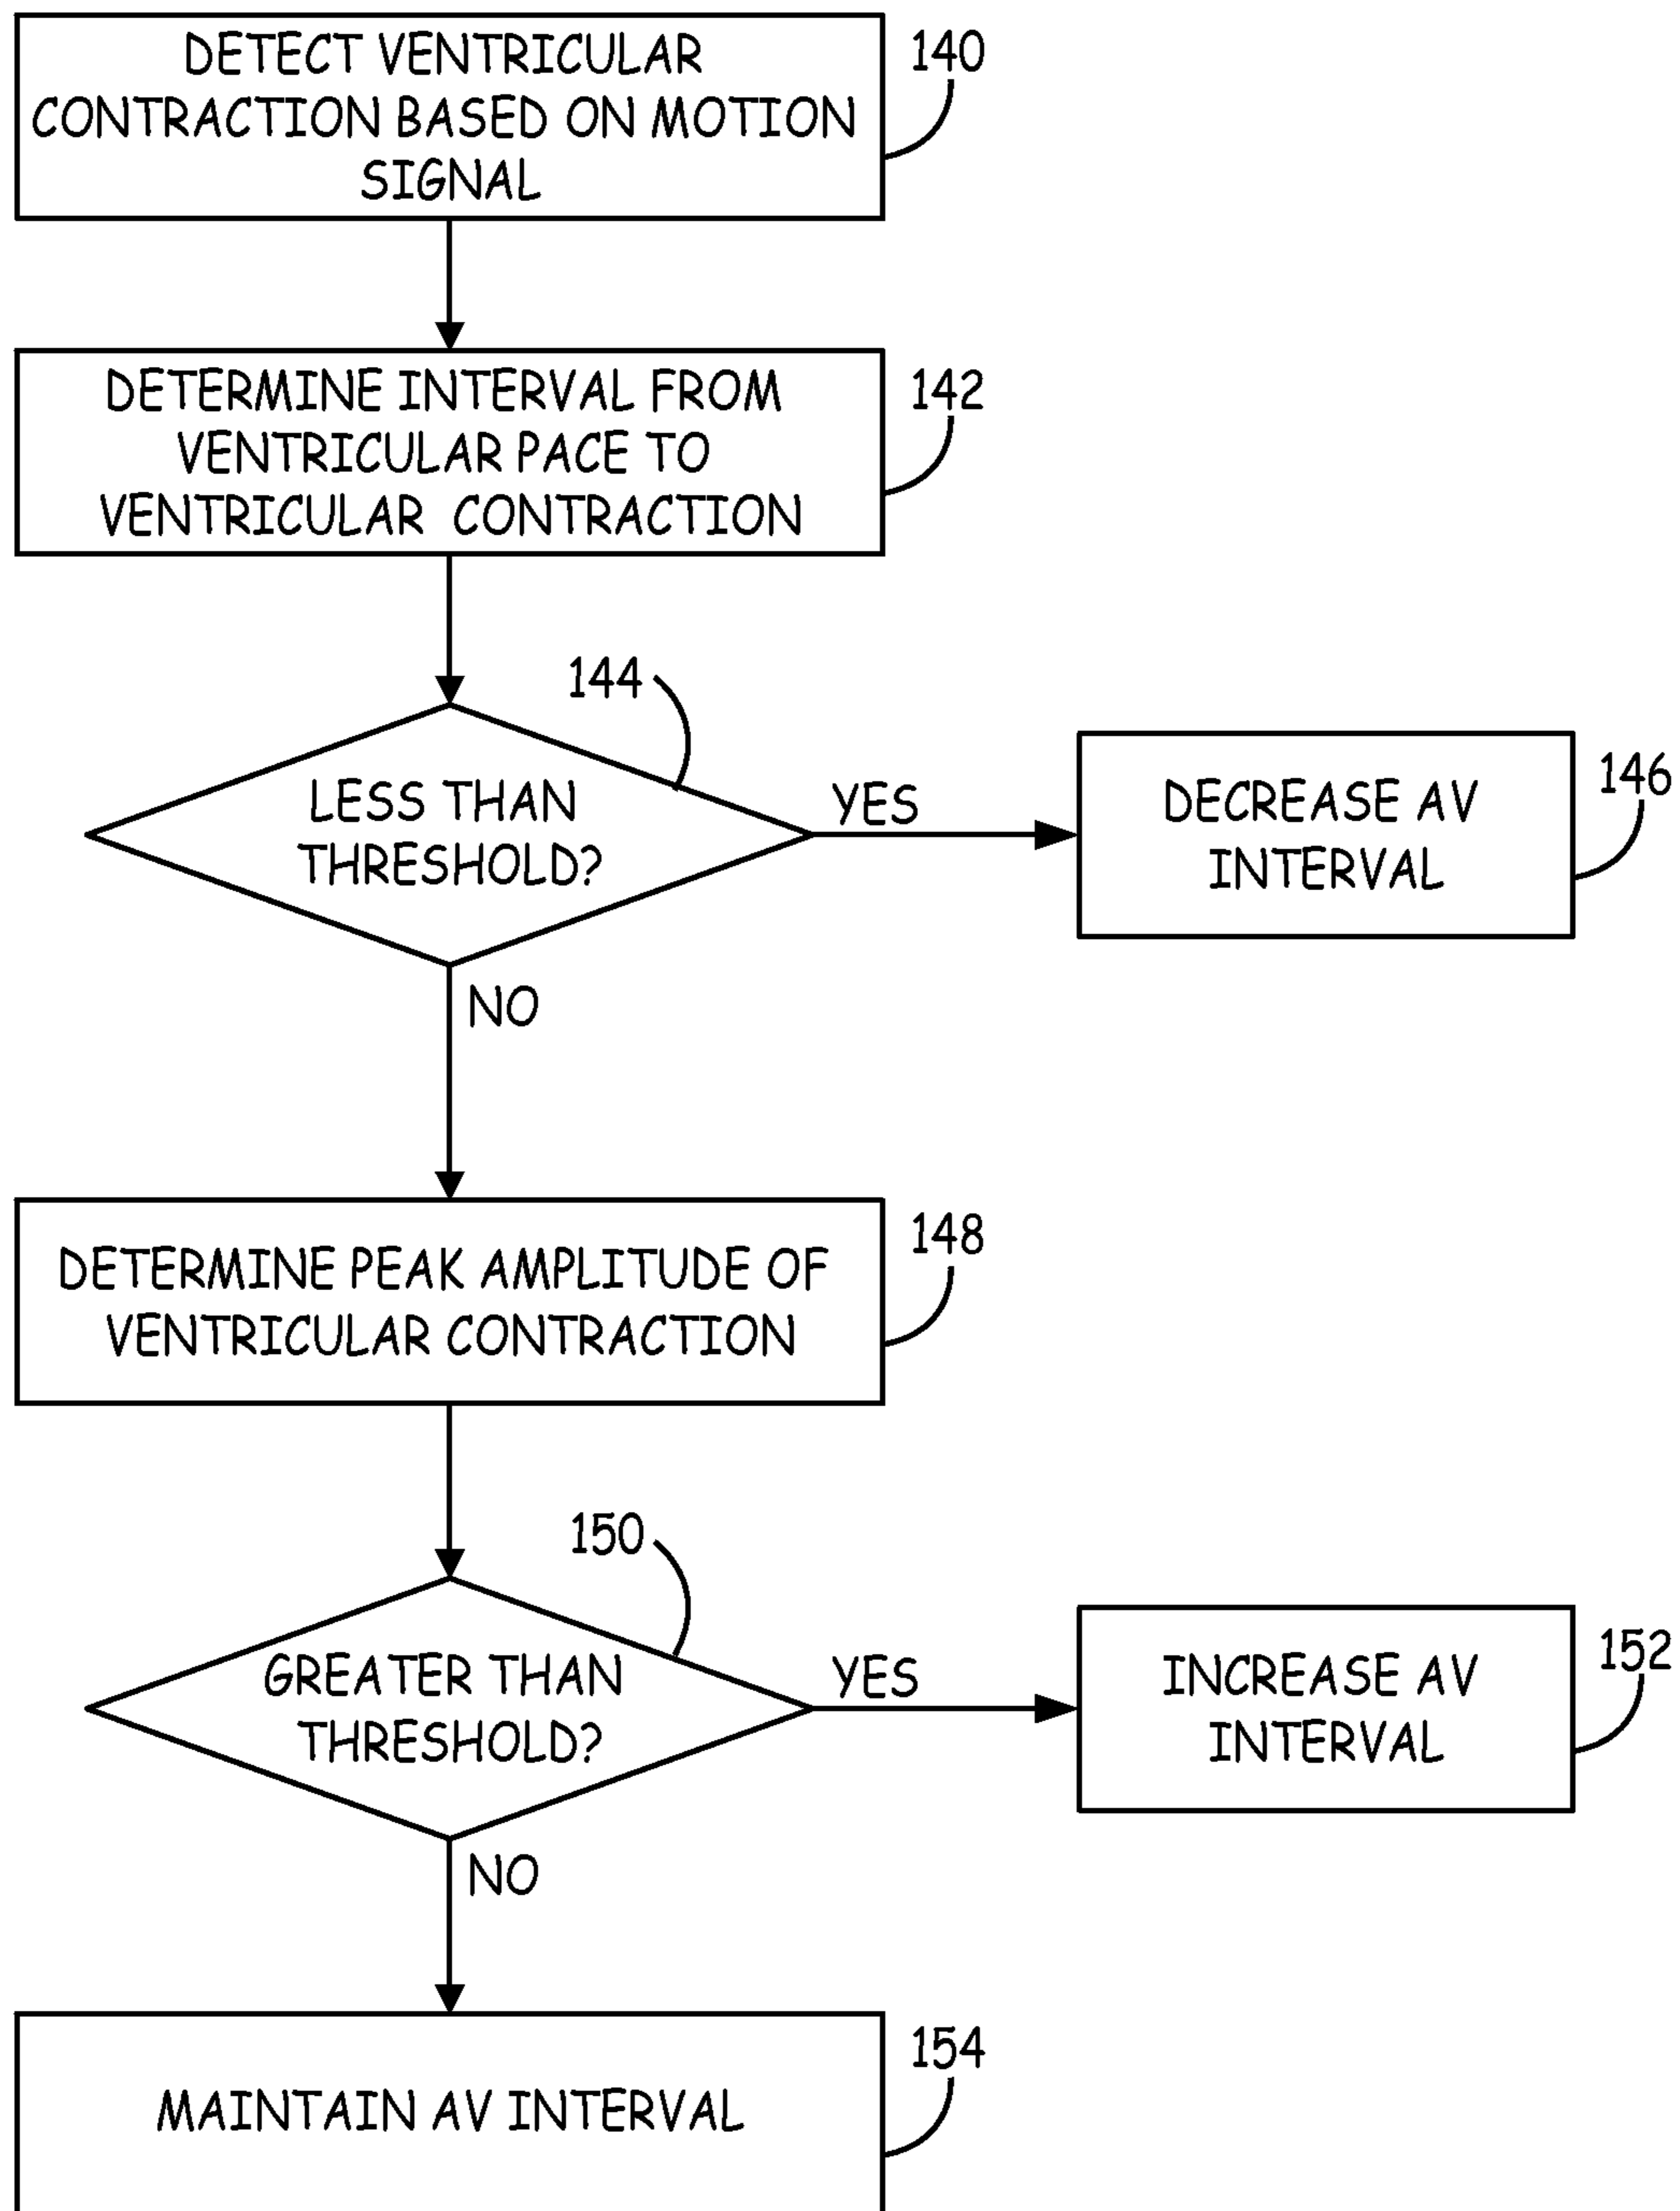 DETECT VENTRICULAR
CONTRACTION BASED ON MOTION
SIGNAL
140
DETERMINE INTERVAL FROM
VENTRICULAR PACE TO
VENTRICULAR CONTRACTION
142
144
LESS THAN
THRESHOLD?
YES
DECREASE AV
INTERVAL
146
NO
DETERMINE PEAK AMPLITUDE OF
VENTRICULAR CONTRACTION
148
150
GREATER THAN
THRESHOLD?
YES
INCREASE AV
INTERVAL
152
NO
MAINTAIN AV INTERVAL
154